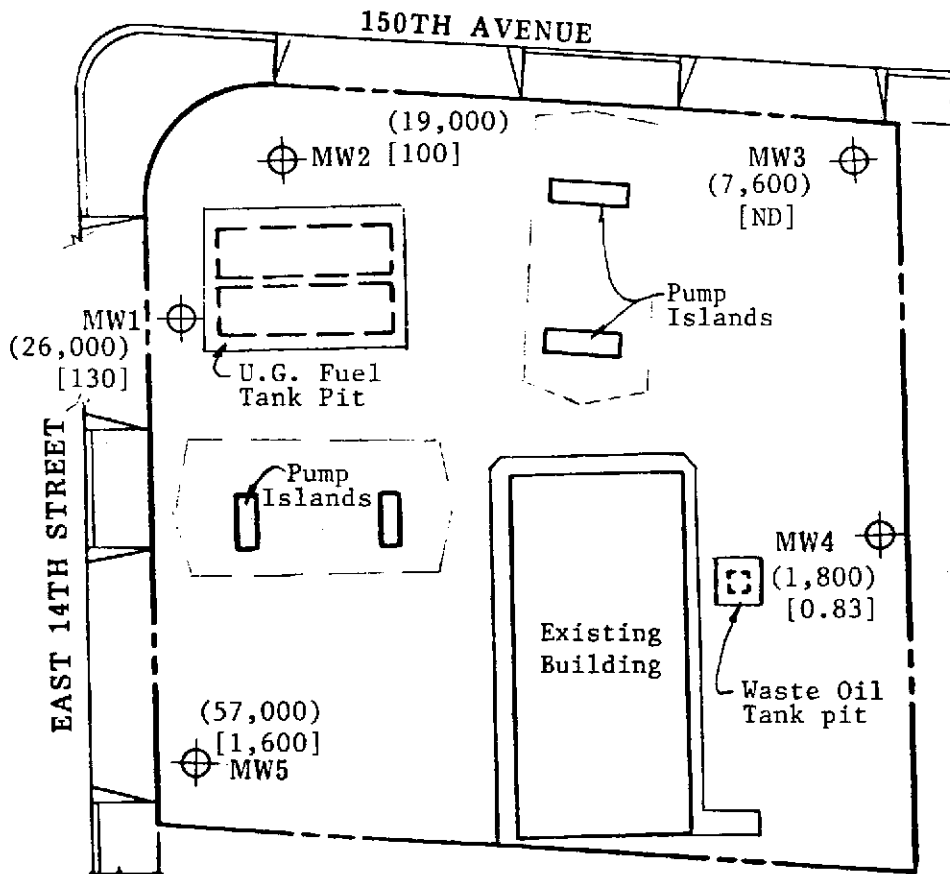 150TH AVENUE
(19,000)
MW2 [100]
MW3
(7,600)
[ND]
Pump
Islands
MW1
(26,000)
[130]
U.G. Fuel
Tank Pit
Pump
Islands
EAST 14TH STREET
MW4
(1,800)
[0.83]
Existing
Building
Waste Oil
Tank pit
(57,000)
[1,600]
MW5